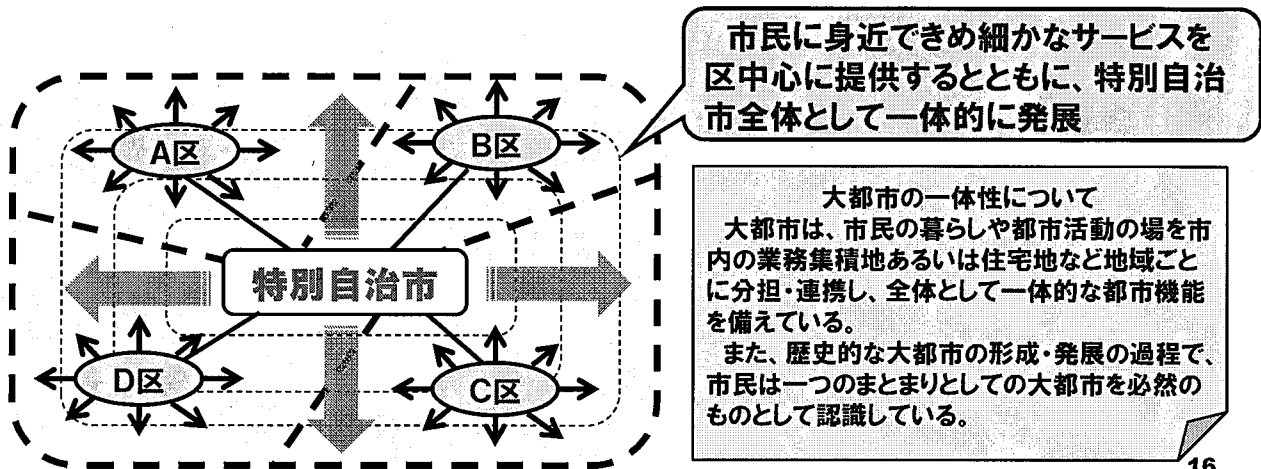 市民に身近できめ細かなサービスを
区中心に提供するとともに、特別自治
市全体として一体的に発展
A区
B区
特別自治市
D区
C区
大都市の一体性について
大都市は、市民の暮らしや都市活動の場を市
内の業務集積地あるいは住宅地など地域ごと
に分担・連携し、全体として一体的な都市機能
を備えている。
また、歴史的な大都市の形成・発展の過程で、
市民は一つのまとまりとしての大都市を必然の
ものとして認識している。
16